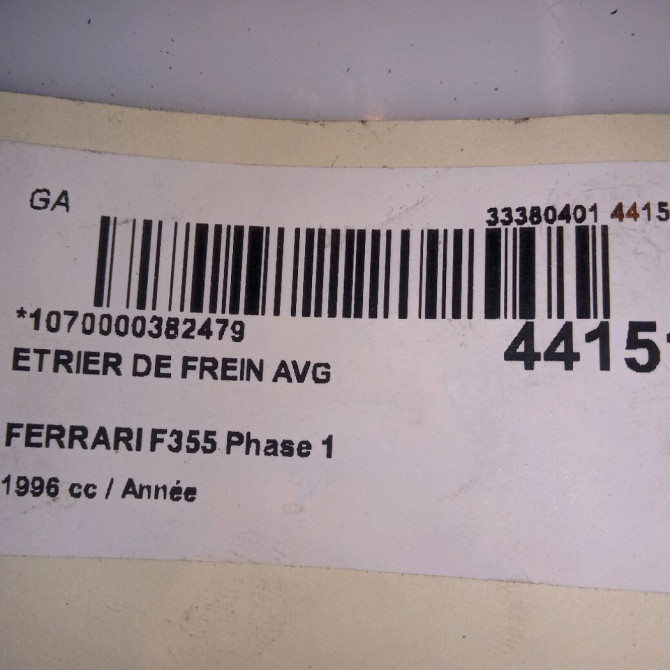 GA
33380401 4415
*1070000382479
4415
ETRIER DE FREIN AVG
FERRARI F355 Phase 1
1996 cc / Année